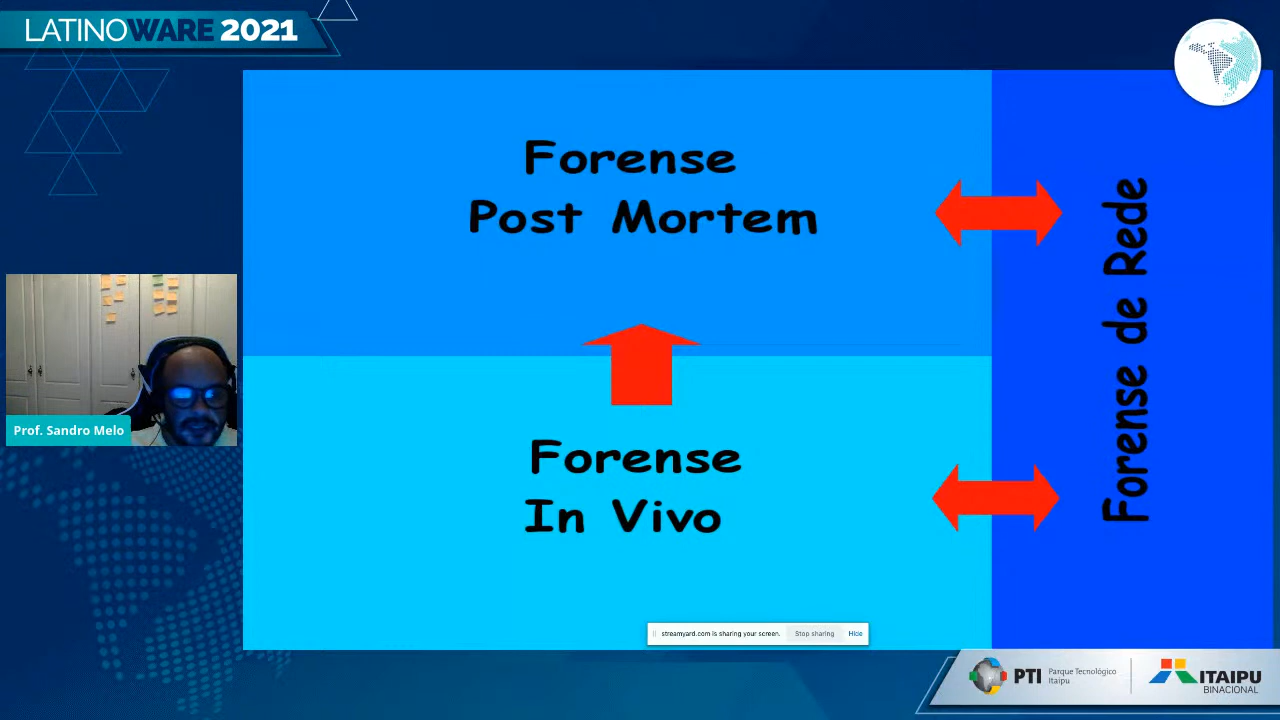 LATINOWARE 2021
Forense
Post Mortem
Forense de Rede
Prof. Sandro Melo
Forense
In Vivo
streamyard.com is sharing your screen. Stop sharing Hide
PTI Parque Tecnológico
Itaipu
ITAIPU
BINACIONAL